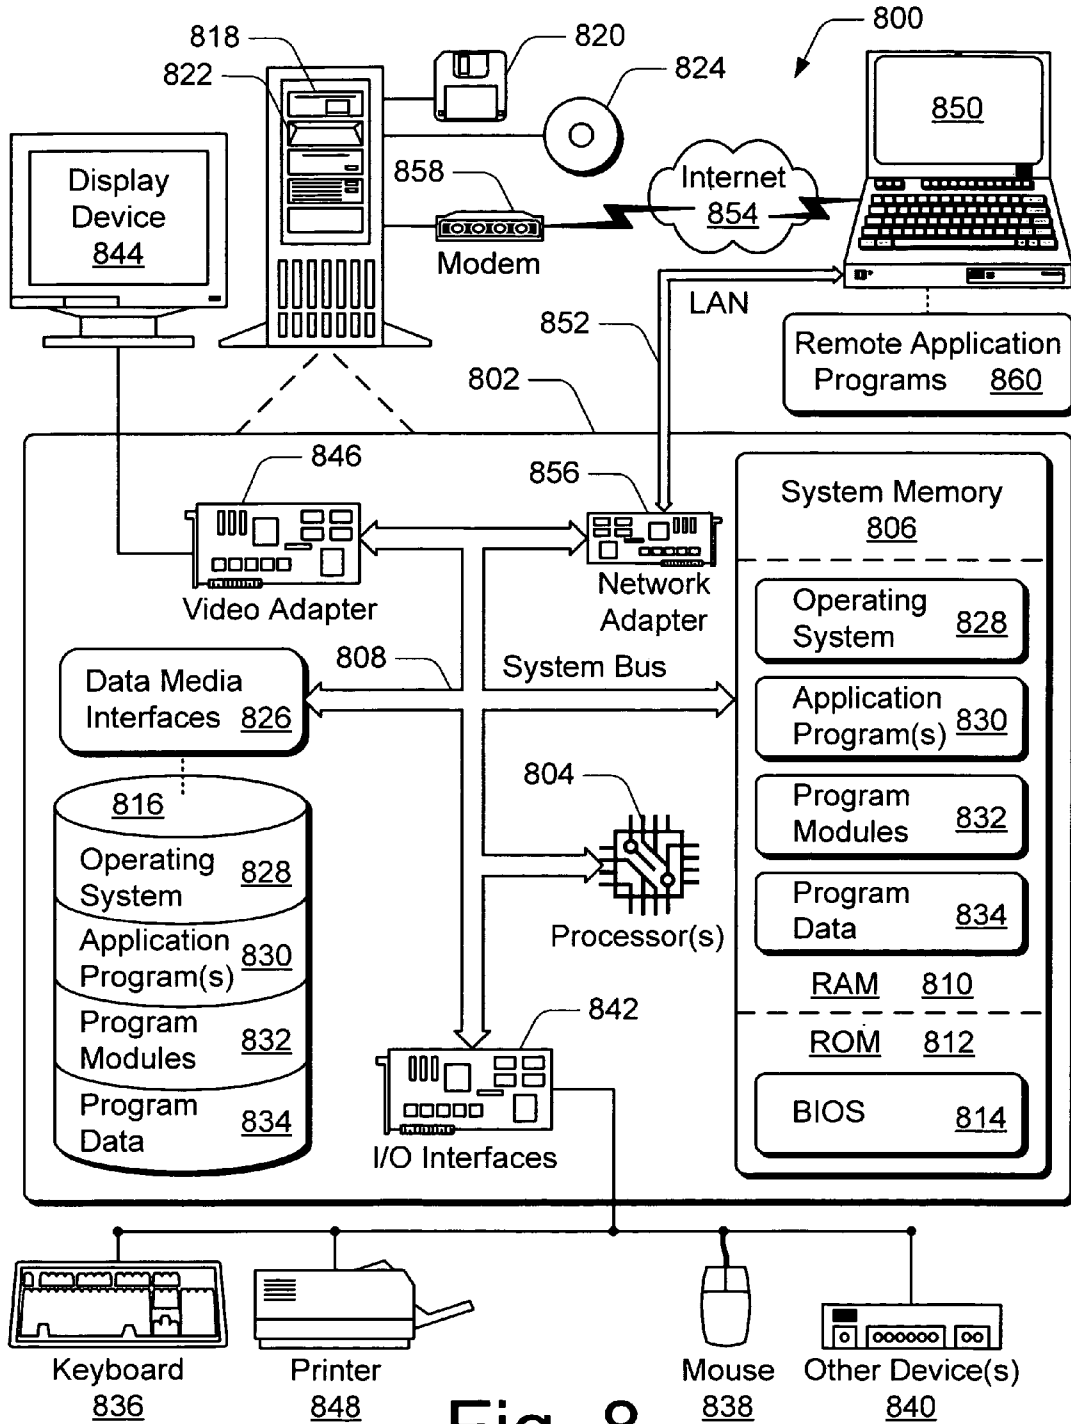 818
820
800
822
824
850
Display
Device
844
858
Internet
854
Modem
LAN
852
Remote Application
Programs 860
802
846
856
System Memory
806
Video Adapter
Network
Adapter
Operating
System 828
808
System Bus
Data Media
Interfaces 826
Application
Program(s) 830
804
816
Program
Modules 832
Operating
System 828
Program
Data 834
Processor(s)
Application
Program(s) 830
RAM 810
842
ROM 812
Program
Modules 832
BIOS 814
Program
Data 834
I/O Interfaces
Keyboard
836
Printer
848
Mouse
838
Other Device(s)
840
Fig. 8